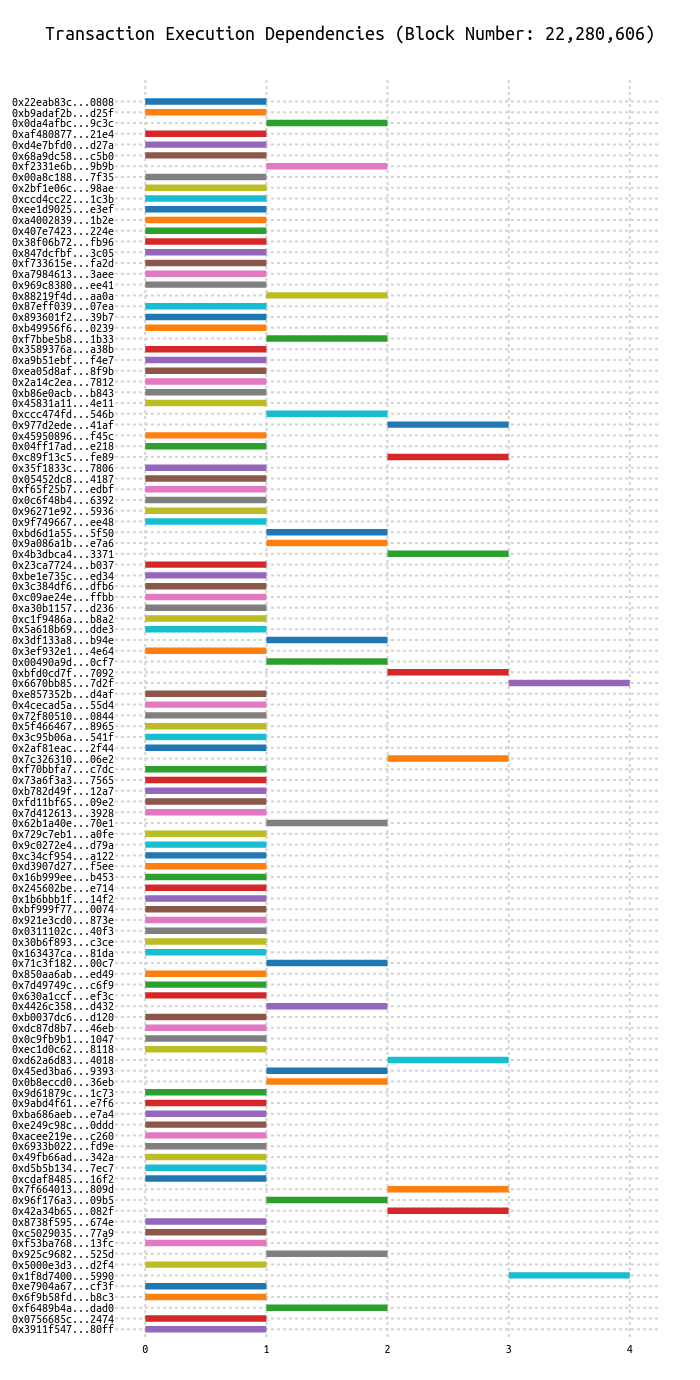 Transaction Execution Dependencies (Block Number: 22,280,606)
0x22eab83c...0808
0xb9adaf2b...d25f
0x0da4afbc...9c3c
0xaf480877...21e4
0xd4e7bfd0...d27a
0x68a9dc58...c5b0
0xf2331e6b...9b9b
0x00a8c188...7f35
0x2bf1e06c...98ae
0xccd4cc22...1c3b
0xee1d9025...e3ef
0xa4002839...1b2e
0x407e7423...224e
0x38f06b72...fb96
0x847dcfbf...3c05
0xf733615e...fa2d
0xa7984613...3aee
0x969c8380...ee41
0x88219f4d...aa0a
0x87eff039...07ea
0x893601f2...39b7
0xb49956f6...0239
0xf7bbe5b8...1b33
0x3589376a...a38b
0xa9b51ebf...f4e7
0xea05d8af...8f9b
0x2a14c2ea...7812
0xb86e0acb...b843
0x45831a11...4e11
0xccc474fd...546b
0x977d2ede...41af
0x45950896...f45c
0x04ff17ad...e218
0xc89f13c5...fe89
0x35f1833c...7806
0x05452dc8...4187
0xf65f25b7...edbf
0x0c6f48b4...6392
0x96271e92...5936
0x9f749667...ee48
0xbd6d1a55...5f50
0x9a086a1b...e7a6
0x4b3dbca4...3371
0x23ca7724...b037
0xbe1e735c...ed34
0x3c384df6...dfb6
0xc09ae24e...ffbb
0xa30b1157...d236
0xc1f9486a...b8a2
0x5a618b69...dde3
0x3df133a8...b94e
0x3ef932e1...4e64
0x00490a9d...0cf7
0xbfd0cd7f...7092
0x6670bb85...7d2f
0xe857352b...d4af
0x4cecad5a...55d4
0x72f80510...0844
0x5f466467...8965
0x3c95b06a...541f
0x2af81eac...2f44
0x7c326310...06e2
0xf70bbfa7...c7dc
0x73a6f3a3...7565
0xb782d49f...12a7
0xfd11bf65...09e2
0x7d412613...3928
0x62b1a40e...70e1
0x729c7eb1...a0fe
0x9c0272e4...d79a
0xc34cf954...a122
0xd3907d27...f5ee
0x16b999ee...b453
0x245602be...e714
0x1b6bbb1f...14f2
0xbf999f77...0074
0x921e3cd0...873e
0x0311102c...40f3
0x30b6f893...c3ce
0x163437ca...81da
0x71c3f182...00c7
0x850aa6ab...ed49
0x7d49749c...c6f9
0x630a1ccf...ef3c
0x4426c358...d432
0xb0037dc6...d120
0xdc87d8b7...46eb
0x0c9fb9b1...1047
0xec1d0c62...8118
0xd62a6d83...4018
0x45ed3ba6...9393
0x0b8eccd0...36eb
0x9d61879c...1c73
0x9abd4f61...e7f6
0xba686aeb...e7a4
0xe249c98c...0ddd
0xacee219e...c260
0x6933b022...fd9e
0x49fb66ad...342a
0xd5b5b134...7ec7
0xcdaf8485...16f2
0x7f664013...809d
0x96f176a3...09b5
0x42a34b65...082f
0x8738f595...674e
0xc5029035...77a9
0xf53ba768...13fc
0x925c9682...525d
0x5000e3d3...d2f4
0x1f8d7400...5990
0xe7904a67...cf3f
0x6f9b58fd...b8c3
0xf6489b4a...dad0
0x0756685c...2474
0x3911f547...80ff
0 1 2 3 4